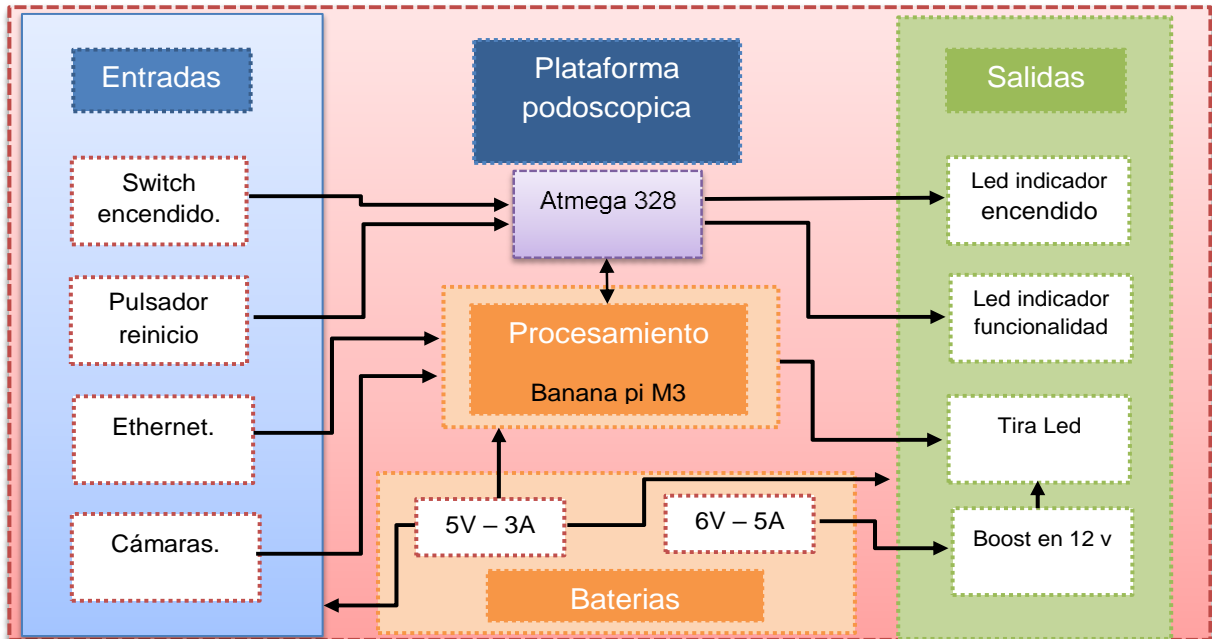 Entradas
Switch
encendido.
Pulsador
reinicio
Ethernet.
Cámaras.
Plataforma
podoscopica
Atmega 328
Procesamiento
Banana pi M3
5V – 3A
6V – 5A
Baterias
Salidas
Led indicador
encendido
Led indicador
funcionalidad
Tira Led
Boost en 12 v